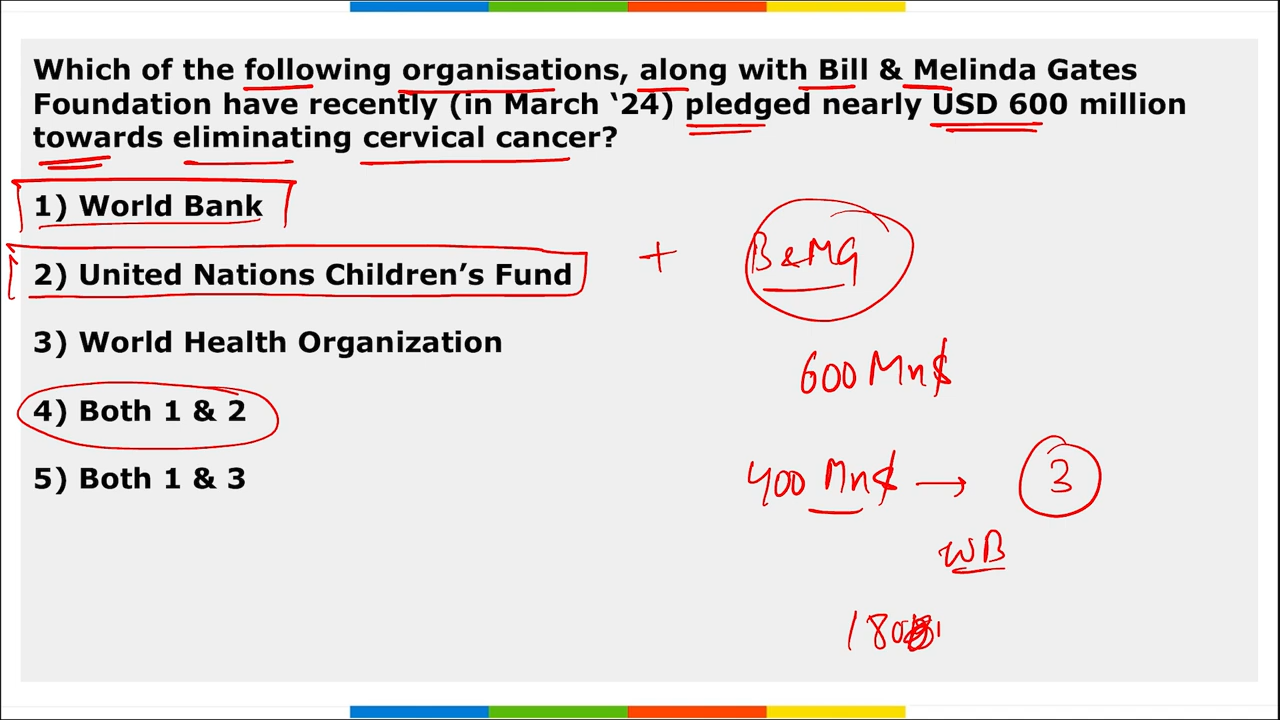 Which of the following organisations, along with Bill & Melinda Gates
Foundation have recently (in March ‘24) pledged nearly USD 600 million
towards eliminating cervical cancer?
1) World Bank
2) United Nations Children’s Fund
3) World Health Organization
4) Both 1 & 2
5) Both 1 & 3
+ B&MG
600 Mn$
400 Mn$ → 3
WB
180